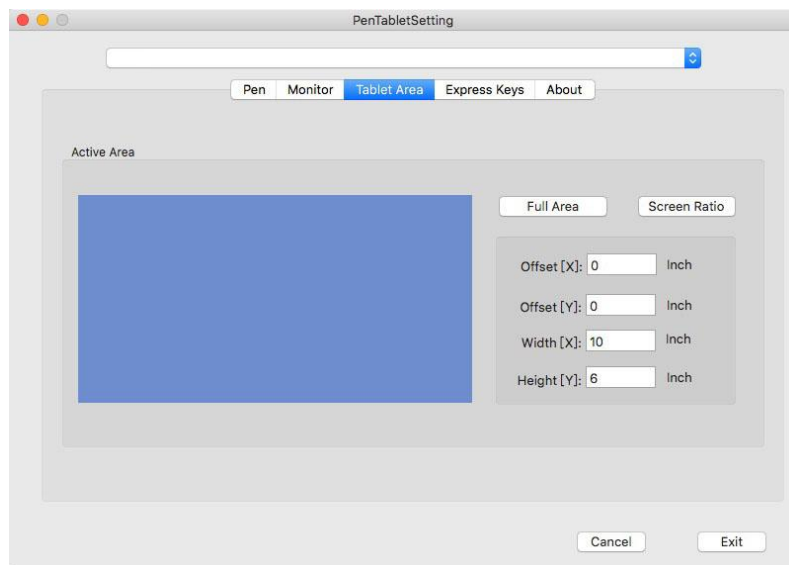 PenTabletSetting
Pen Monitor Tablet Area Express Keys About
Active Area
Full Area Screen Ratio
Offset [X]: 0 Inch
Offset [Y]: 0 Inch
Width [X]: 10 Inch
Height [Y]: 6 Inch
Cancel Exit